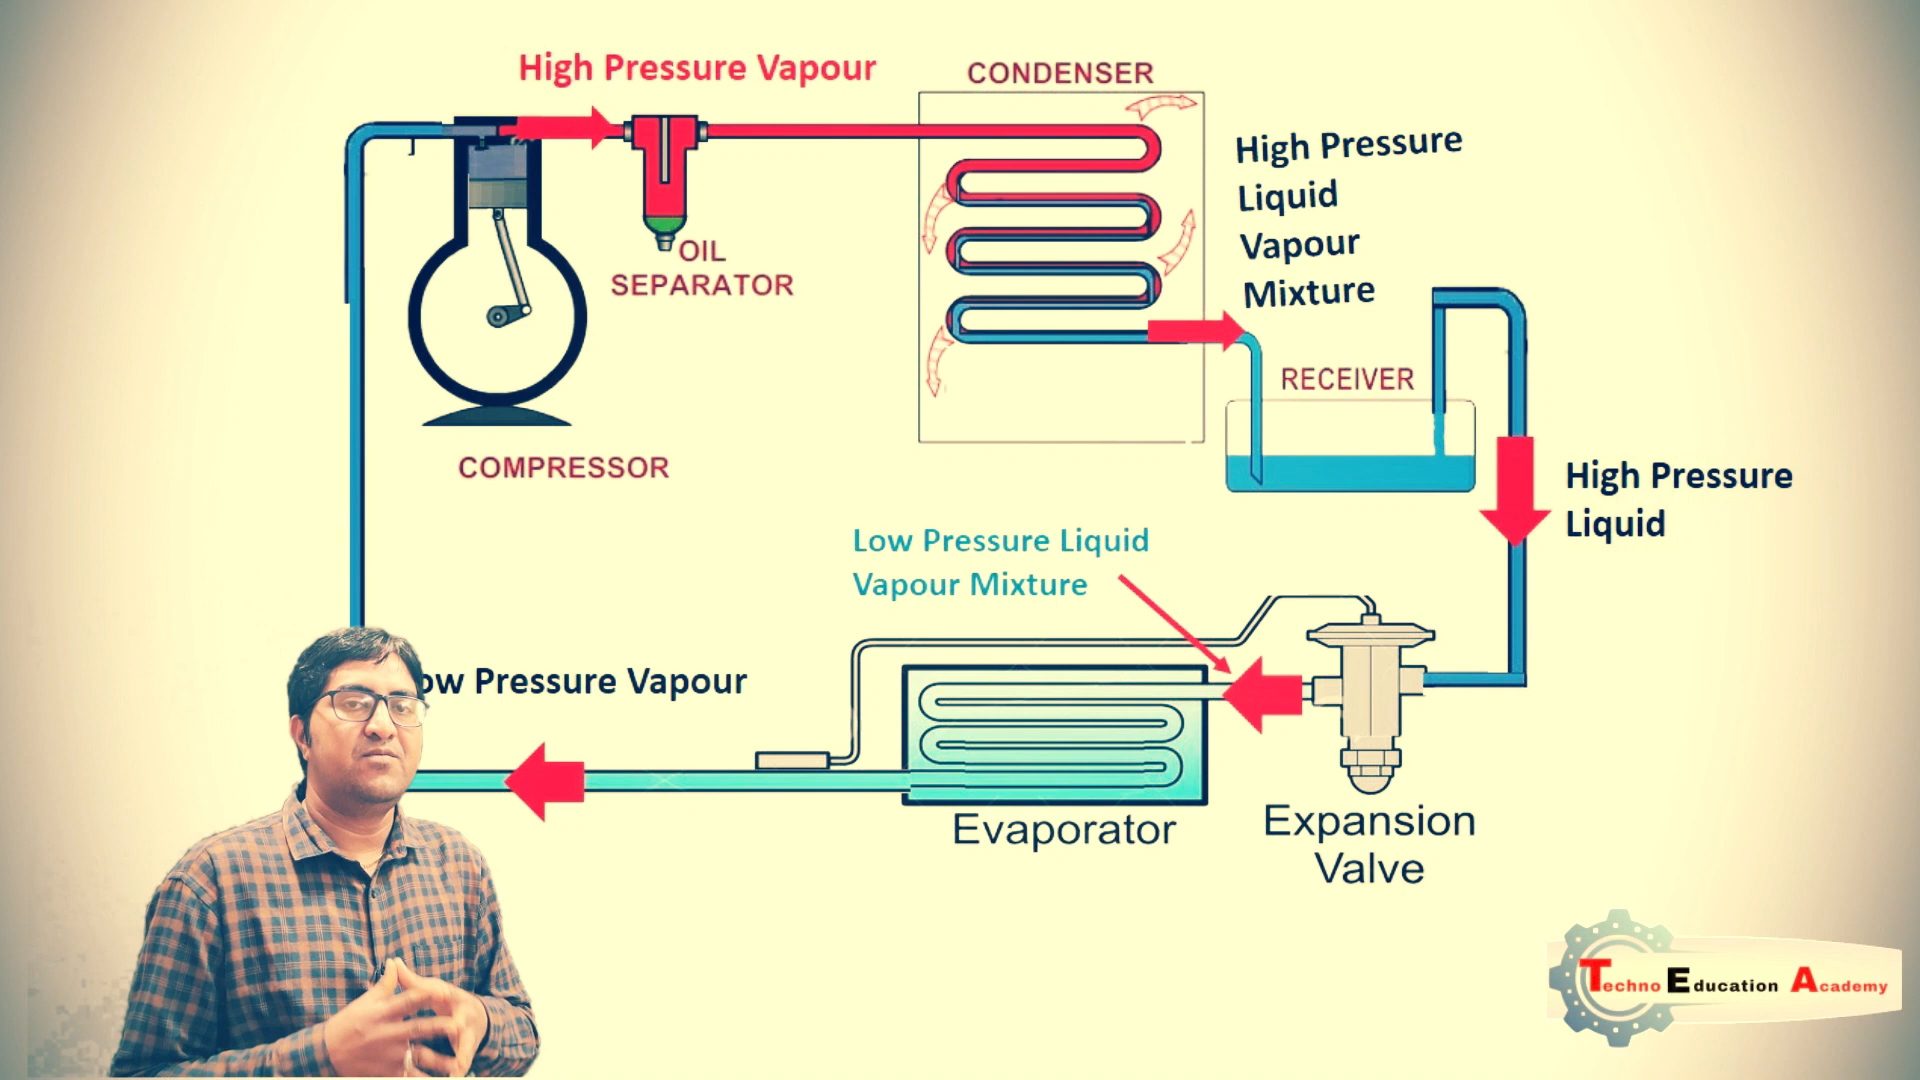 High Pressure Vapour
CONDENSER
High Pressure
Liquid
Vapour
Mixture
OIL
SEPARATOR
RECEIVER
COMPRESSOR
High Pressure
Liquid
Low Pressure Liquid
Vapour Mixture
ow Pressure Vapour
Evaporator
Expansion
Valve
Techno Education Academy